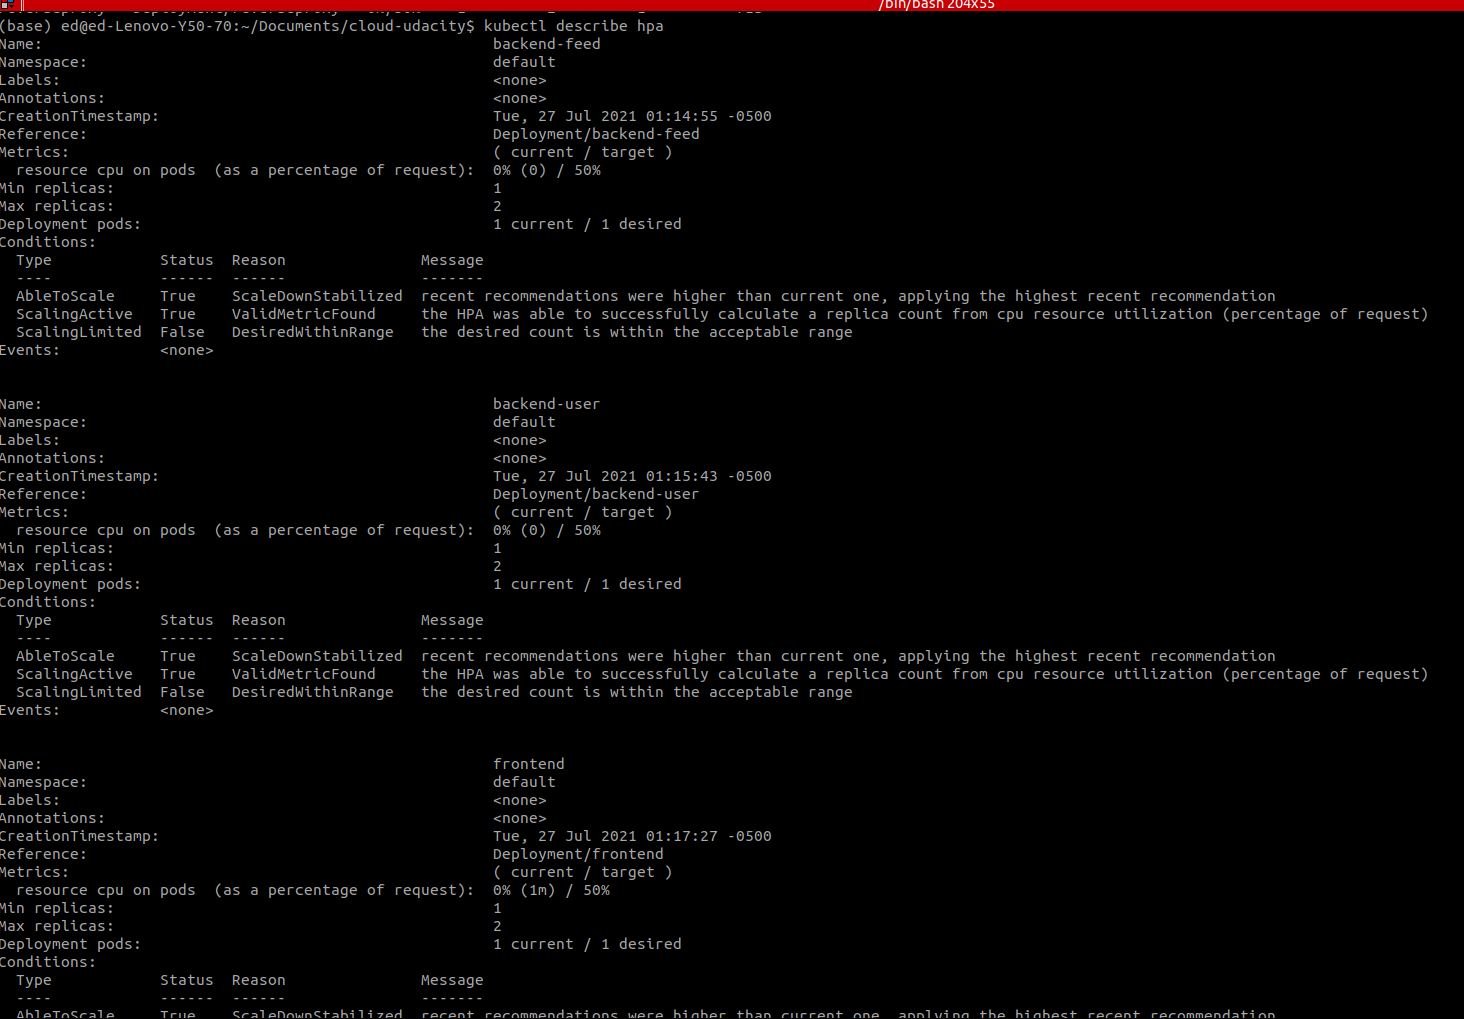 /bin/bash 204x55
(base) ed@ed-Lenovo-Y50-70:~/Documents/cloud-udacity$ kubectl describe hpa
Name:                                                  backend-feed
Namespace:                                             default
Labels:                                                <none>
Annotations:                                           <none>
CreationTimestamp:                                     Tue, 27 Jul 2021 01:14:55 -0500
Reference:                                             Deployment/backend-feed
Metrics:                                               ( current / target )
  resource cpu on pods  (as a percentage of request):  0% (0) / 50%
Min replicas:                                          1
Max replicas:                                          2
Deployment pods:                                       1 current / 1 desired
Conditions:
  Type            Status  Reason               Message
  ----            ------  ------               -------
  AbleToScale     True    ScaleDownStabilized  recent recommendations were higher than current one, applying the highest recent recommendation
  ScalingActive   True    ValidMetricFound     the HPA was able to successfully calculate a replica count from cpu resource utilization (percentage of request)
  ScalingLimited  False   DesiredWithinRange   the desired count is within the acceptable range
Events:           <none>
Name:                                                  backend-user
Namespace:                                             default
Labels:                                                <none>
Annotations:                                           <none>
CreationTimestamp:                                     Tue, 27 Jul 2021 01:15:43 -0500
Reference:                                             Deployment/backend-user
Metrics:                                               ( current / target )
  resource cpu on pods  (as a percentage of request):  0% (0) / 50%
Min replicas:                                          1
Max replicas:                                          2
Deployment pods:                                       1 current / 1 desired
Conditions:
  Type            Status  Reason               Message
  ----            ------  ------               -------
  AbleToScale     True    ScaleDownStabilized  recent recommendations were higher than current one, applying the highest recent recommendation
  ScalingActive   True    ValidMetricFound     the HPA was able to successfully calculate a replica count from cpu resource utilization (percentage of request)
  ScalingLimited  False   DesiredWithinRange   the desired count is within the acceptable range
Events:           <none>
Name:                                                  frontend
Namespace:                                             default
Labels:                                                <none>
Annotations:                                           <none>
CreationTimestamp:                                     Tue, 27 Jul 2021 01:17:27 -0500
Reference:                                             Deployment/frontend
Metrics:                                               ( current / target )
  resource cpu on pods  (as a percentage of request):  0% (1m) / 50%
Min replicas:                                          1
Max replicas:                                          2
Deployment pods:                                       1 current / 1 desired
Conditions:
  Type            Status  Reason               Message
  ----            ------  ------               -------
  AbleToScale     True    ScaleDownStabilized  recent recommendations were higher than current one, applying the highest recent recommendation